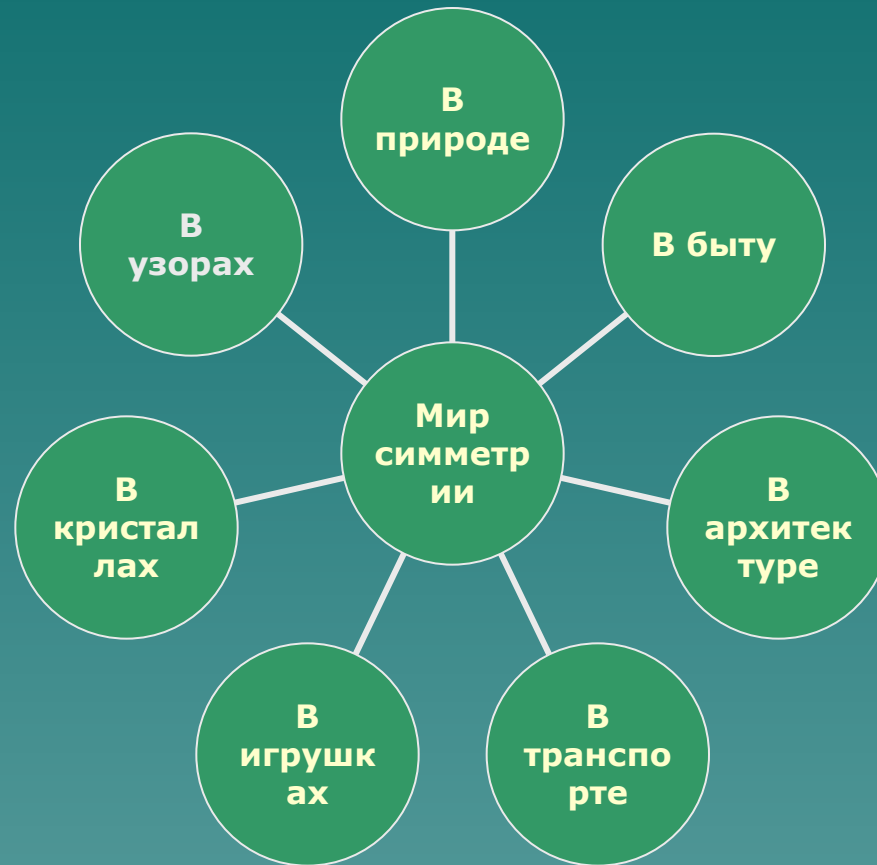 В
природе
В
узорах
В быту
Мир
симметр
ии
В
кристал
лах
В
архитек
туре
В
игрушк
ах
В
транспо
рте